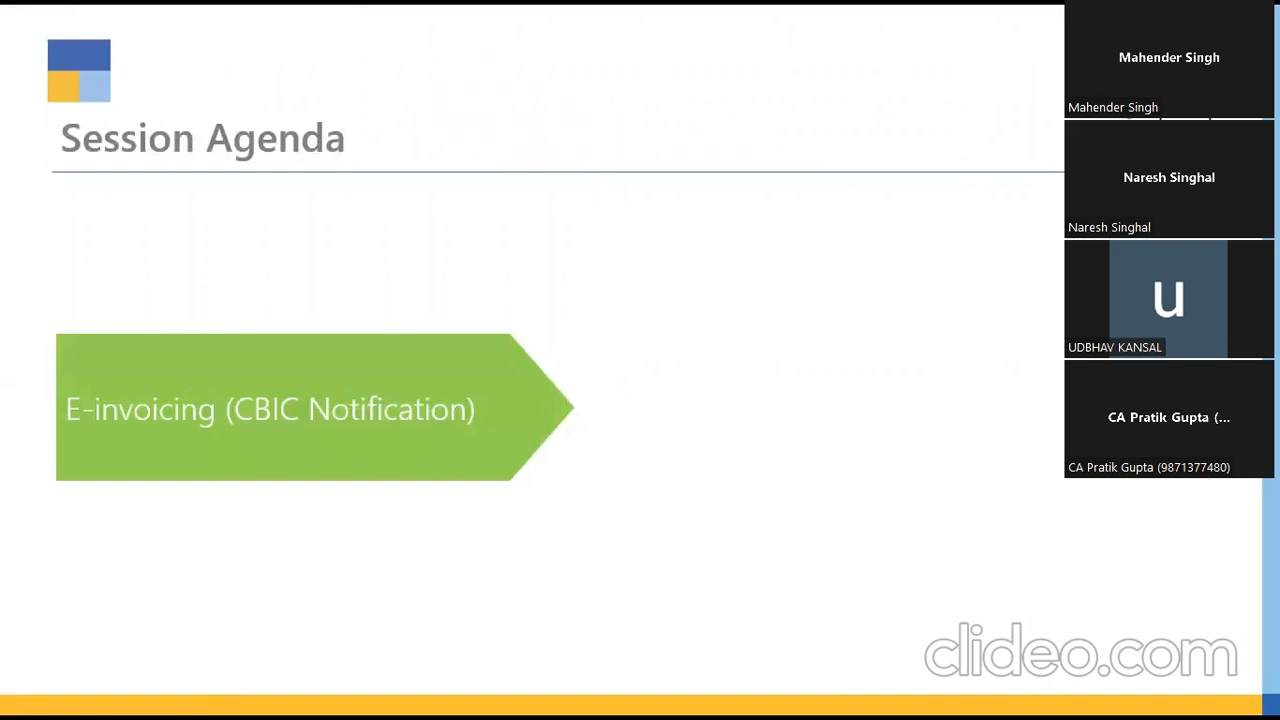 Session Agenda
E-invoicing (CBIC Notification)
Mahender Singh
Mahender Singh
Naresh Singhal
Naresh Singhal
u
UDBHAV KANSAL
CA Pratik Gupta (...
CA Pratik Gupta (9871377480)
clideo.com